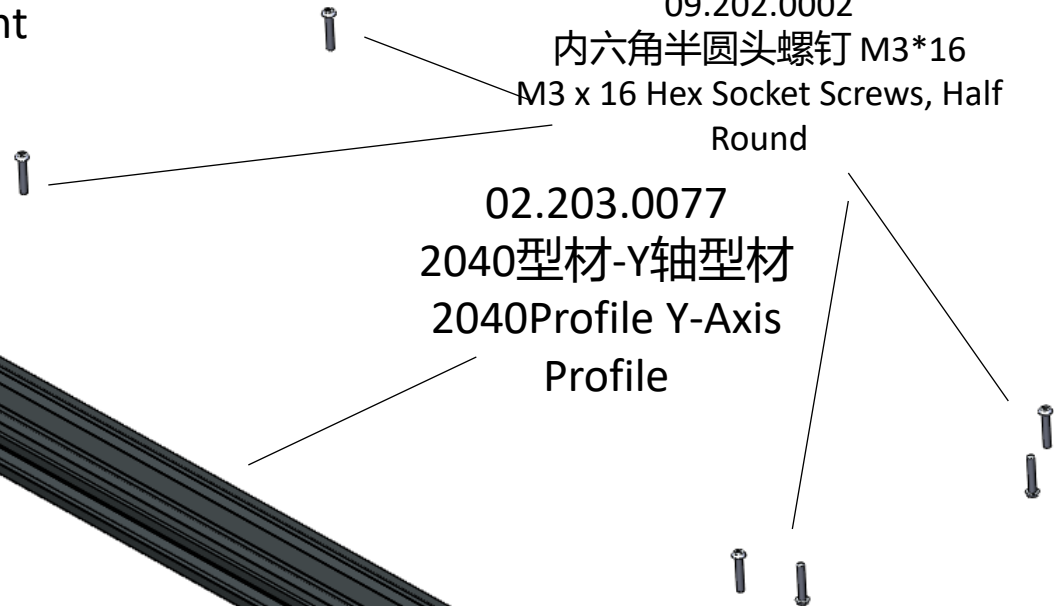 nt
09.202.0002
内六角半圆头螺钉 M3*16
M3 x 16 Hex Socket Screws, Half
Round
02.203.0077
2040型材-Y轴型材
2040Profile Y-Axis
Profile